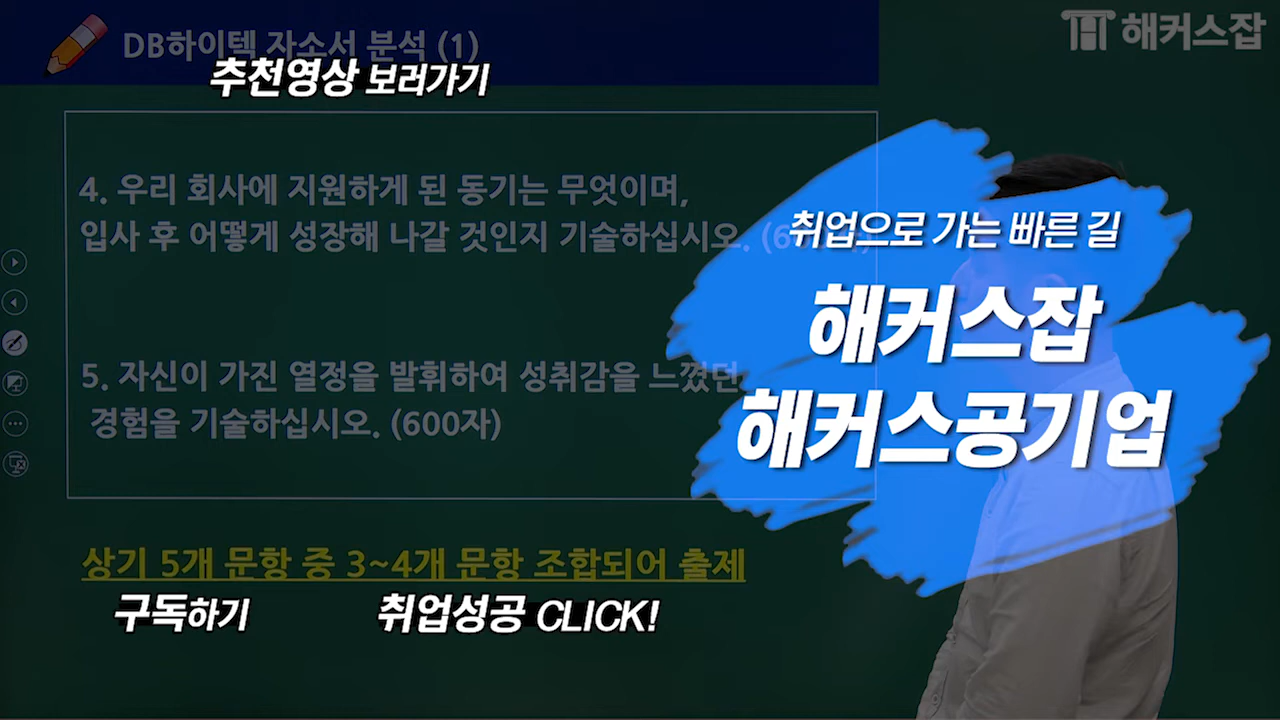 DB하이텍 자소서 분석 (1)
해커스잡
추천영상 보러가기
4. 우리 회사에 지원하게 된 동기는 무엇이며,
입사 후 어떻게 성장해 나갈 것인지 기술하십시오.
5. 자신이 가진 열정을 발휘하여 성취감을 느꼈던
경험을 기술하십시오. (600자)
취업으로 가는 빠른 길
해커스잡
해커스공기업
상기 5개 문항 중 3~4개 문항 조합되어 출제
구독하기
취업성공 CLICK!